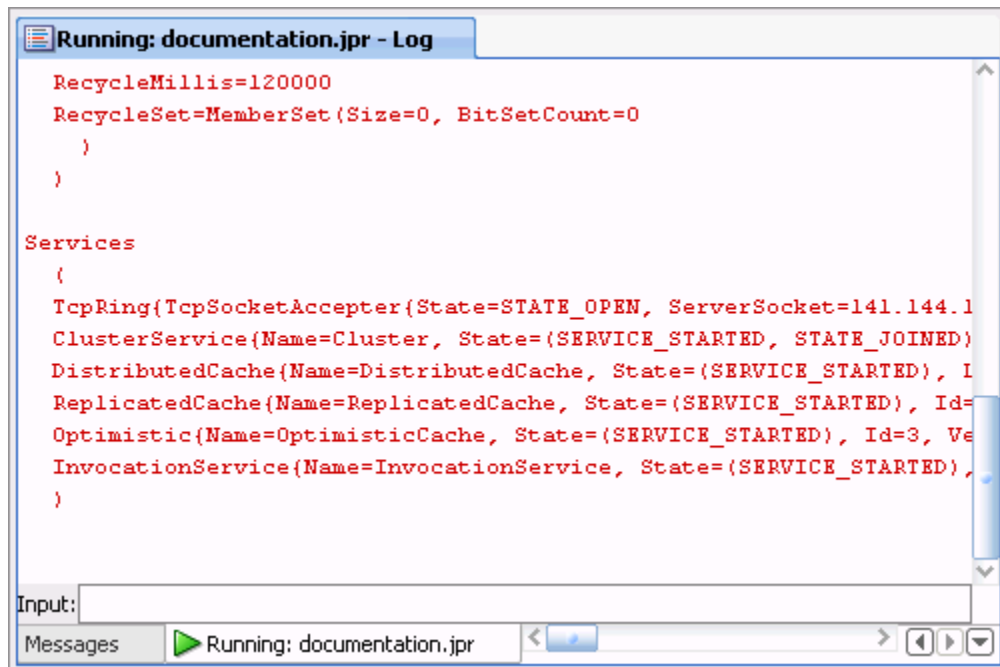 Running: documentation.jpr - Log
RecycleMillis=120000
RecycleSet=MemberSet(Size=0, BitSetCount=0
)
)
Services
(
TcpRing{TcpSocketAccepter{State=STATE_OPEN, ServerSocket=141.144.1
ClusterService{Name=Cluster, State=(SERVICE_STARTED, STATE_JOINED)
DistributedCache{Name=DistributedCache, State=(SERVICE_STARTED),
ReplicatedCache{Name=ReplicatedCache, State=(SERVICE_STARTED), Id=
Optimistic{Name=OptimisticCache, State=(SERVICE_STARTED), Id=3, Ve
InvocationService{Name=InvocationService, State=(SERVICE_STARTED),
)
Input:
Messages Running: documentation.jpr